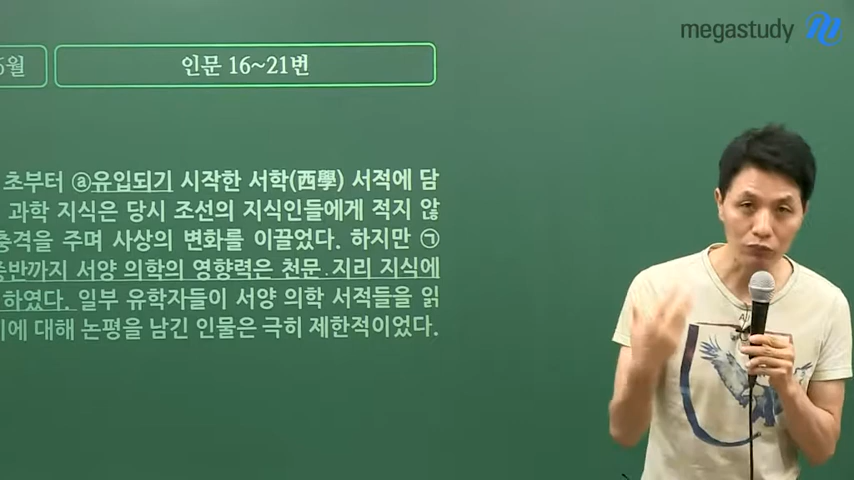 megastudy
6월
인문 16~21번
초부터 ⓐ유입되기 시작한 서학(西學) 서적에 담
과학 지식은 당시 조선의 지식인들에게 적지 않
충격을 주며 사상의 변화를 이끌었다. 하지만 ㉠
중반까지 서양 의학의 영향력은 천문·지리 지식에
하였다. 일부 유학자들이 서양 의학 서적들을 읽
이에 대해 논평을 남긴 인물은 극히 제한적이었다.